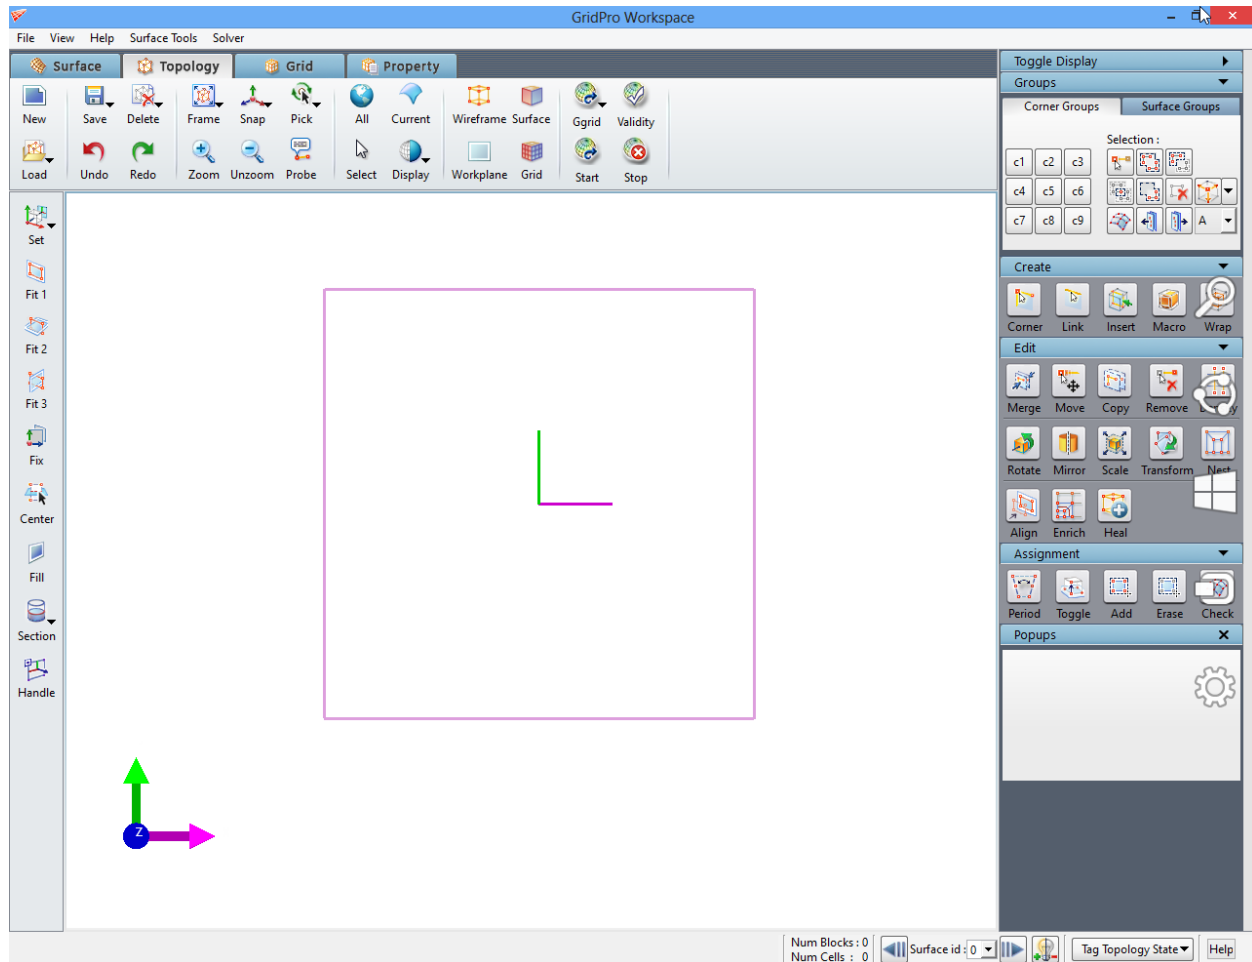 GridPro Workspace
File View Help Surface Tools Solver
Surface Topology Grid Property
New Save Delete Frame Snap Pick All Current Wireframe Surface Ggrid Validity
Load Undo Redo Zoom Unzoom Probe Select Display Workplane Grid Start Stop
Set
Fit 1
Fit 2
Fit 3
Fix
Center
Fill
Section
Handle
Z
Toggle Display
Groups
Corner Groups Surface Groups
Selection :
c1 c2 c3
c4 c5 c6
c7 c8 c9 A
Create
Corner Link Insert Macro Wrap
Edit
Merge Move Copy Remove
Rotate Mirror Scale Transform Nest
Align Enrich Heal
Assignment
Period Toggle Add Erase Check
Popups
Num Blocks : 0
Num Cells : 0
Surface id : 0
Tag Topology State
Help